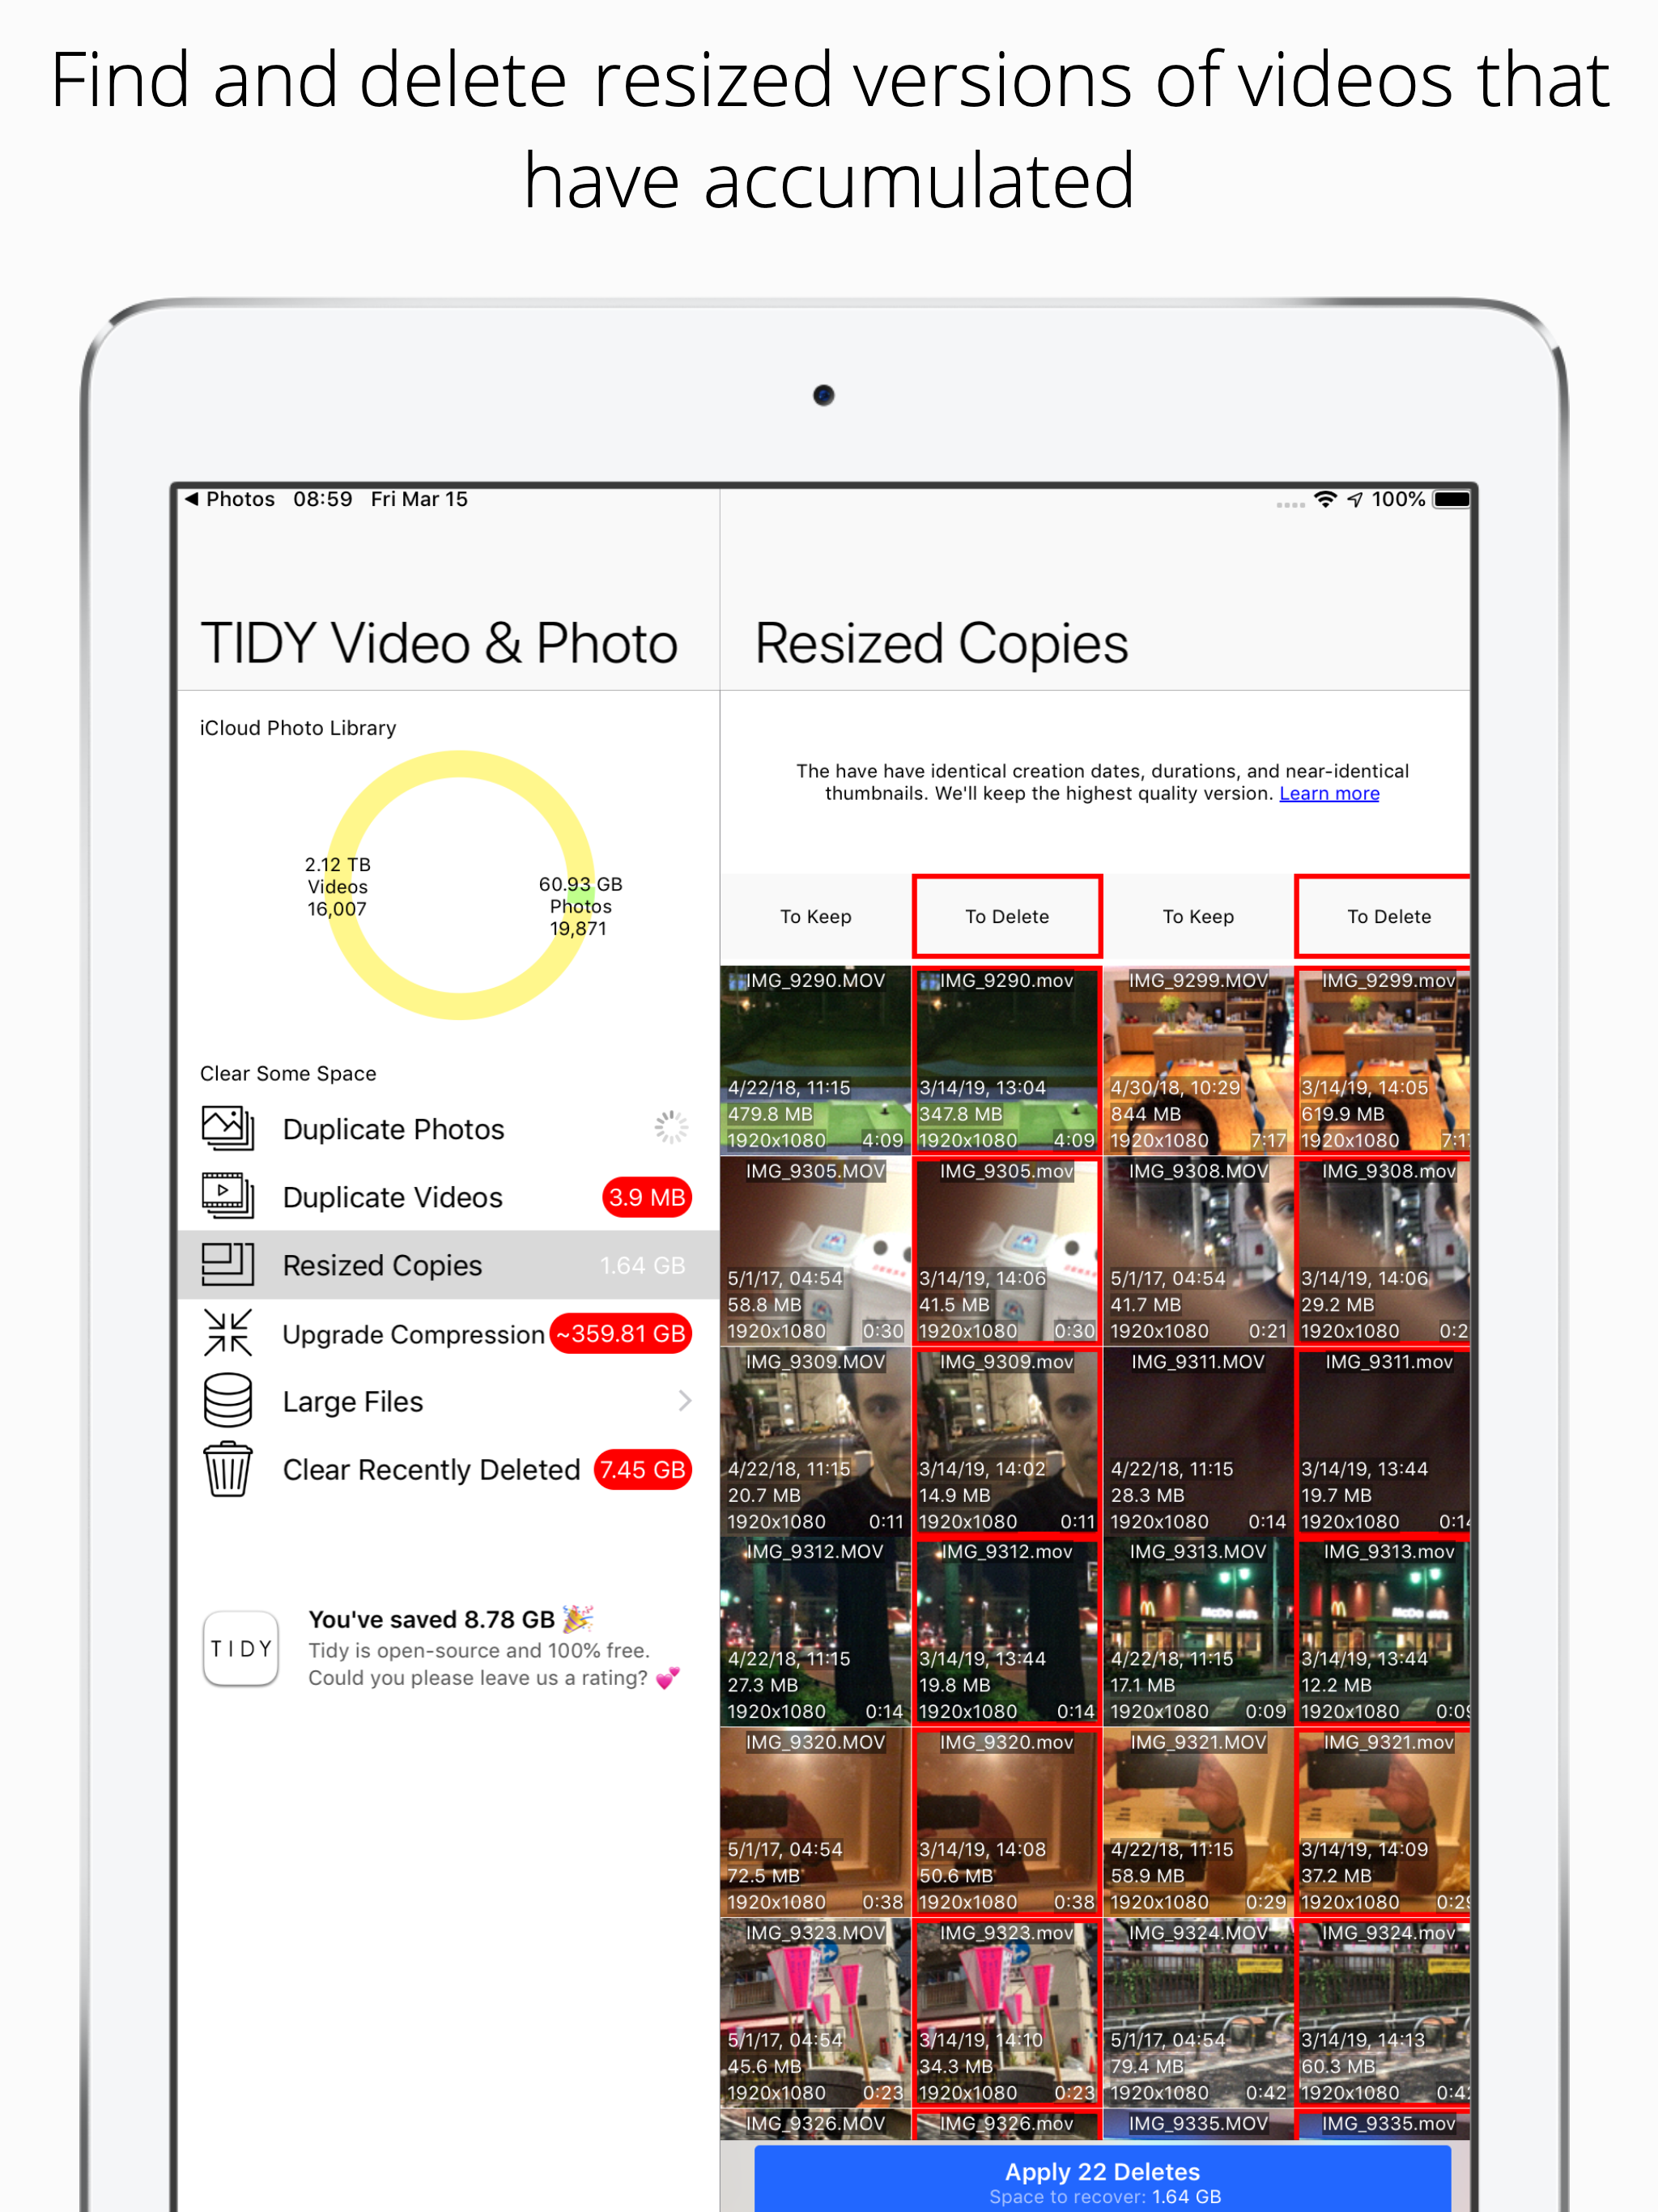 Find and delete resized versions of videos that
have accumulated
Photos 08:59 Fri Mar 15
100%
TIDY Video & Photo
Resized Copies
iCloud Photo Library
2.12 TB
Videos
16,007
60.93 GB
Photos
19,871
Clear Some Space
Duplicate Photos
Duplicate Videos 3.9 MB
Resized Copies 1.64 GB
Upgrade Compression ~359.81 GB
Large Files
Clear Recently Deleted 7.45 GB
TIDY
You've saved 8.78 GB 🎉
Tidy is open-source and 100% free.
Could you please leave us a rating? 💕
The have have identical creation dates, durations, and near-identical
thumbnails. We'll keep the highest quality version. Learn more
To Keep To Delete To Keep To Delete
IMG_9290.MOV IMG_9290.mov IMG_9299.MOV IMG_9299.mov
4/22/18, 11:15 3/14/19, 13:04 4/30/18, 10:29 3/14/19, 14:05
479.8 MB 347.8 MB 844 MB 619.9 MB
1920x1080 4:09 1920x1080 4:09 1920x1080 7:17 1920x1080 7:17
IMG_9305.MOV IMG_9305.mov IMG_9308.MOV IMG_9308.mov
5/1/17, 04:54 3/14/19, 14:06 5/1/17, 04:54 3/14/19, 14:06
58.8 MB 41.5 MB 41.7 MB 29.2 MB
1920x1080 0:30 1920x1080 0:30 1920x1080 0:21 1920x1080 0:2
IMG_9309.MOV IMG_9309.mov IMG_9311.MOV IMG_9311.mov
4/22/18, 11:15 3/14/19, 14:02 4/22/18, 11:15 3/14/19, 13:44
20.7 MB 14.9 MB 28.3 MB 19.7 MB
1920x1080 0:11 1920x1080 0:11 1920x1080 0:14 1920x1080 0:14
IMG_9312.MOV IMG_9312.mov IMG_9313.MOV IMG_9313.mov
4/22/18, 11:15 3/14/19, 13:44 4/22/18, 11:15 3/14/19, 13:44
27.3 MB 19.8 MB 17.1 MB 12.2 MB
1920x1080 0:14 1920x1080 0:14 1920x1080 0:09 1920x1080 0:09
IMG_9320.MOV IMG_9320.mov IMG_9321.MOV IMG_9321.mov
5/1/17, 04:54 3/14/19, 14:08 4/22/18, 11:15 3/14/19, 14:09
72.5 MB 50.6 MB 58.9 MB 37.2 MB
1920x1080 0:38 1920x1080 0:38 1920x1080 0:29 1920x1080 0:29
IMG_9323.MOV IMG_9323.mov IMG_9324.MOV IMG_9324.mov
5/1/17, 04:54 3/14/19, 14:10 5/1/17, 04:54 3/14/19, 14:13
45.6 MB 34.3 MB 79.4 MB 60.3 MB
1920x1080 0:23 1920x1080 0:23 1920x1080 0:42 1920x1080 0:42
IMG_9326.MOV IMG_9326.mov IMG_9335.MOV IMG_9335.mov
Apply 22 Deletes
Space to recover: 1.64 GB